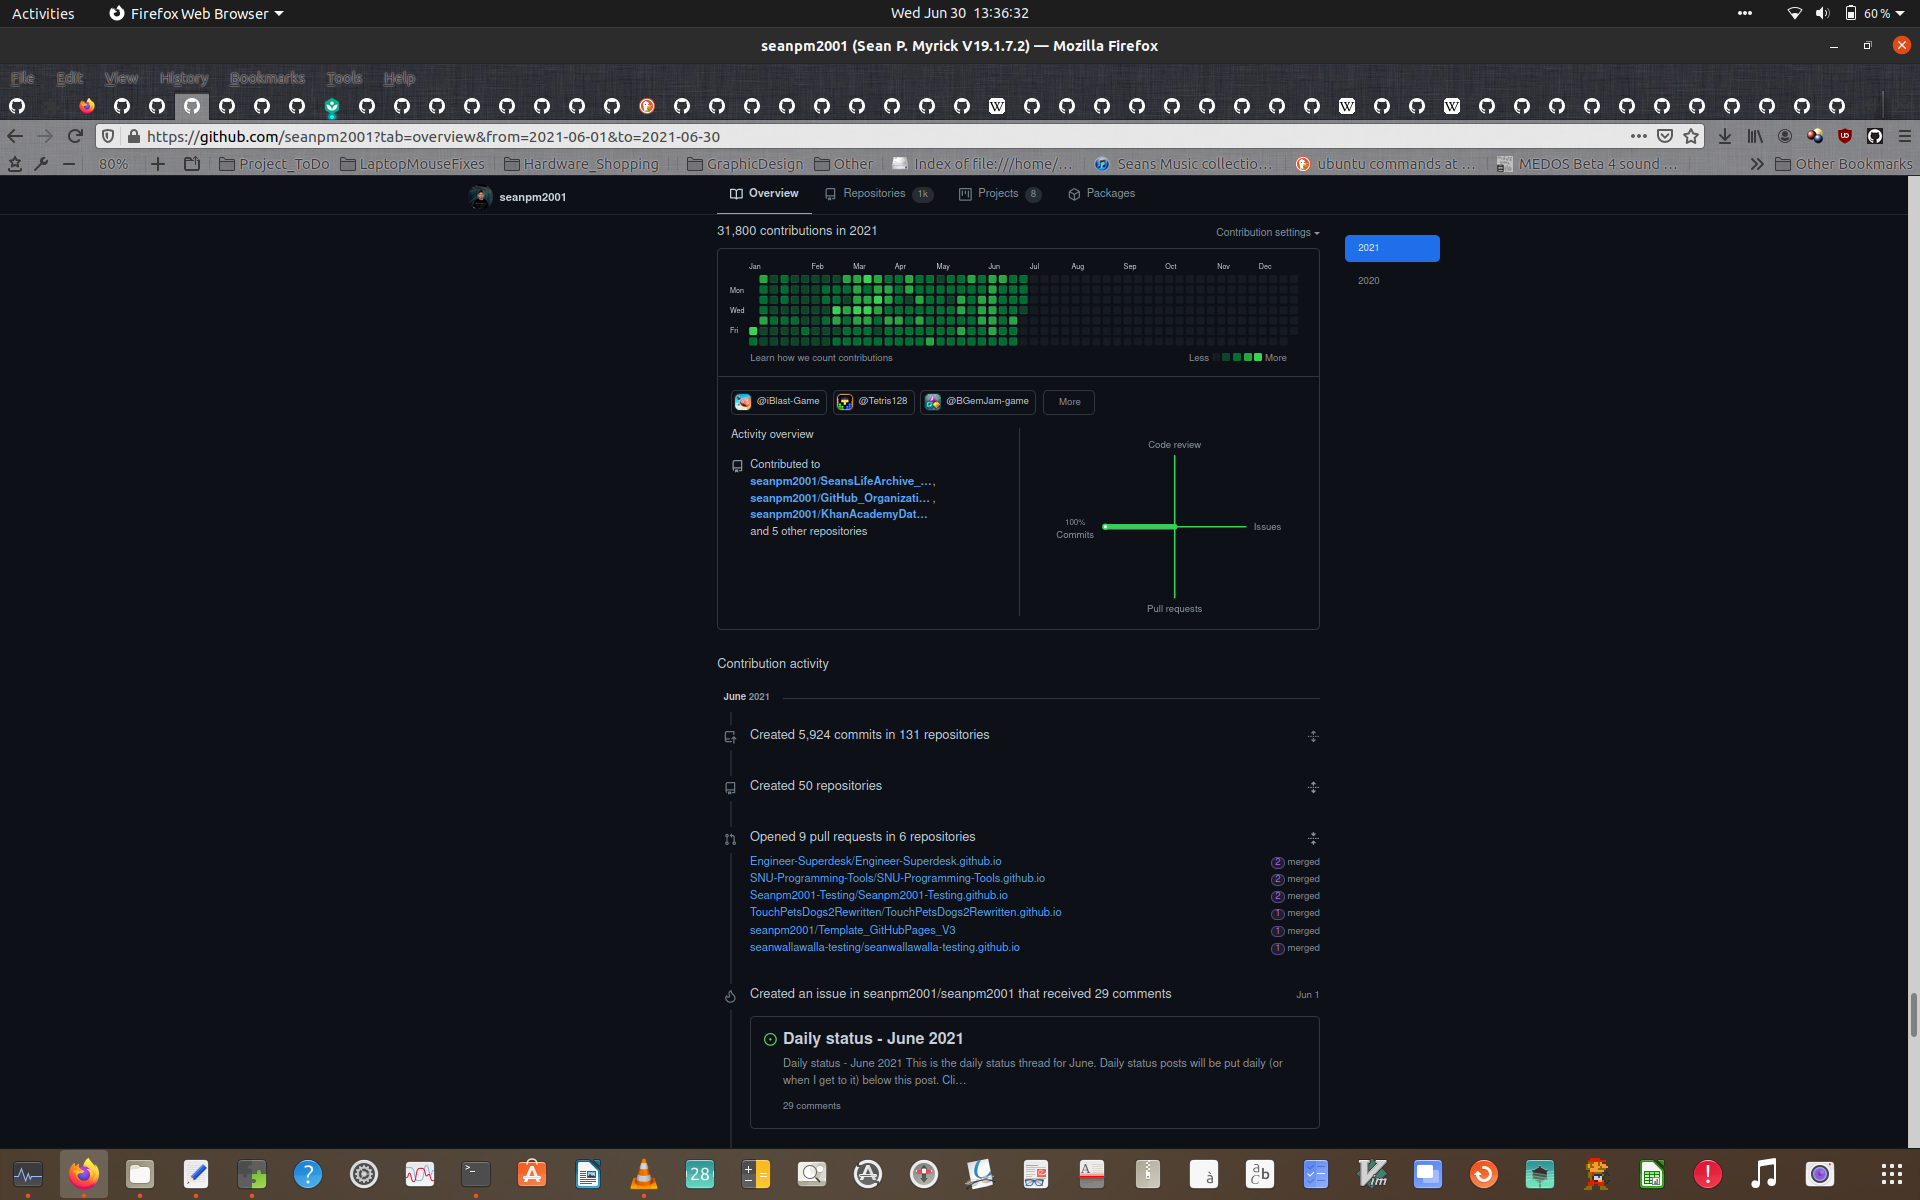 Activities
Firefox Web Browser
Wed Jun 30 13:36:32
60 %
seanpm2001 (Sean P. Myrick V19.1.7.2) — Mozilla Firefox
File Edit View History Bookmarks Tools Help
https://github.com/seanpm2001?tab=overview&from=2021-06-01&to=2021-06-30
80%
Project_ToDo
LaptopMouseFixes
Hardware_Shopping
GraphicDesign
Other
Index of file:///home/...
Seans Music collectio...
ubuntu commands at ...
MEDOS Beta 4 sound ...
Other Bookmarks
seanpm2001
Overview
Repositories 1k
Projects 8
Packages
31,800 contributions in 2021
Contribution settings
2021
2020
Jan Feb Mar Apr May Jun Jul Aug Sep Oct Nov Dec
Mon
Wed
Fri
Learn how we count contributions
Less More
@iBlast-Game
@Tetris128
@BGemJam-game
More
Activity overview
Contributed to
seanpm2001/SeansLifeArchive_...,
seanpm2001/GitHub_Organizati... ,
seanpm2001/KhanAcademyDat...
and 5 other repositories
Code review
100%
Commits
Issues
Pull requests
Contribution activity
June 2021
Created 5,924 commits in 131 repositories
Created 50 repositories
Opened 9 pull requests in 6 repositories
Engineer-Superdesk/Engineer-Superdesk.github.io 2 merged
SNU-Programming-Tools/SNU-Programming-Tools.github.io 2 merged
Seanpm2001-Testing/Seanpm2001-Testing.github.io 2 merged
TouchPetsDogs2Rewritten/TouchPetsDogs2Rewritten.github.io 1 merged
seanpm2001/Template_GitHubPages_V3 1 merged
seanwallawalla-testing/seanwallawalla-testing.github.io 1 merged
Created an issue in seanpm2001/seanpm2001 that received 29 comments Jun 1
Daily status - June 2021
Daily status - June 2021 This is the daily status thread for June. Daily status posts will be put daily (or
when I get to it) below this post. Cli...
29 comments
28